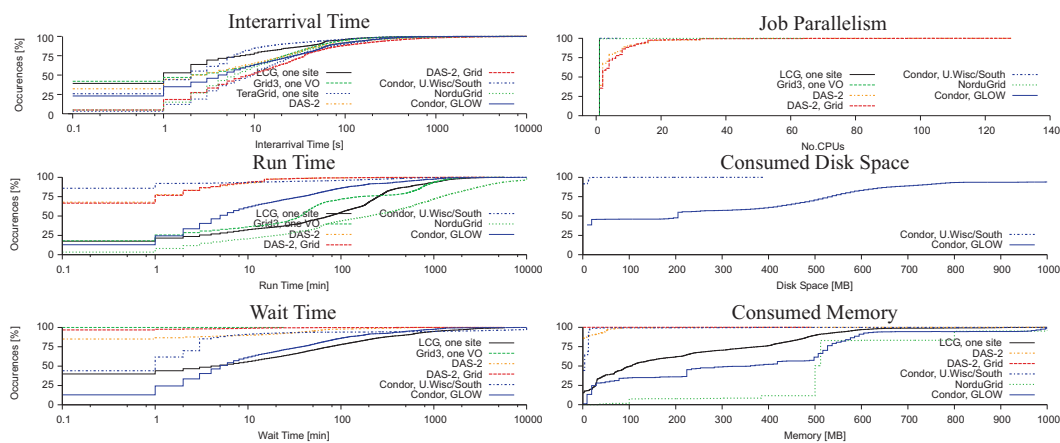 Interarrival Time
Occurences [%]
100
75
50
25
0
LCG, one site
Grid3, one VO
TeraGrid, one site
DAS-2
DAS-2, Grid
Condor, U.Wisc/South
NorduGrid
Condor, GLOW
0.1 1 10 100 1000 10000
Interarrival Time [s]
Job Parallelism
Occurences [%]
100
75
50
25
0
LCG, one site
Grid3, one VO
DAS-2
DAS-2, Grid
Condor, U.Wisc/South
NorduGrid
Condor, GLOW
0 20 40 60 80 100 120 140
No.CPUs
Run Time
Occurences [%]
100
75
50
25
0
LCG, one site
Grid3, one VO
DAS-2
DAS-2, Grid
Condor, U.Wisc/South
NorduGrid
Condor, GLOW
0.1 1 10 100 1000 10000
Run Time [min]
Consumed Disk Space
Occurences [%]
100
75
50
25
0
Condor, U.Wisc/South
Condor, GLOW
0 100 200 300 400 500 600 700 800 900 1000
Disk Space [MB]
Wait Time
Occurences [%]
100
75
50
25
0
LCG, one site
Grid3, one VO
DAS-2
DAS-2, Grid
Condor, U.Wisc/South
Condor, GLOW
0.1 1 10 100 1000 10000
Wait Time [min]
Consumed Memory
Occurences [%]
100
75
50
25
0
LCG, one site
DAS-2
DAS-2, Grid
Condor, U.Wisc/South
NorduGrid
Condor, GLOW
0 100 200 300 400 500 600 700 800 900 1000
Memory [MB]